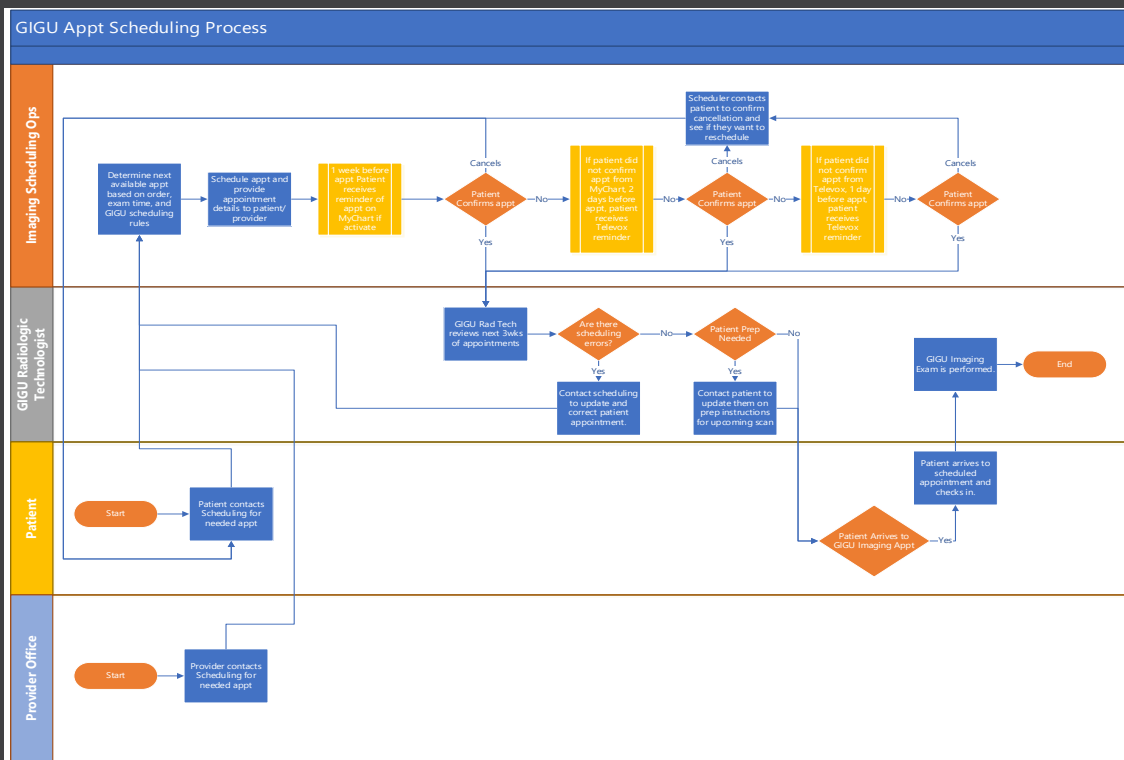 GIGU Appt Scheduling Process
Imaging Scheduling Ops
Scheduler contacts
patient to confirm
cancellation and
see if they want to
reschedule
Determine next
available appt
based on order,
exam time, and
GIGU scheduling
rules
Schedule appt and
provide
appointment
details to patient/
provider
1 week before
appt Patient
receives
reminder of
appt on
MyChart if
activate
Cancels
Patient
Confirms appt
No
Yes
If patient did
not confirm
appt from
MyChart, 2
days before
appt, patient
receives
Televox
reminder
No
Cancels
Patient
Confirms appt
No
Yes
If patient did
not confirm
appt from
Televox, 1 day
before appt,
patient
receives
Televox
reminder
No
Cancels
Patient
Confirms appt
Yes
GIGU Radiologic
Technologist
GIGU Rad Tech
reviews next 3wks
of appointments
Are there
scheduling
errors?
No
Yes
Patient Prep
Needed
No
Yes
Contact scheduling
to update and
correct patient
appointment.
Contact patient to
update them on
prep instructions
for upcoming scan
GIGU Imaging
Exam is performed.
End
Patient
Start
Patient contacts
Scheduling for
needed appt
Patient arrives to
scheduled
appointment and
checks in.
Patient Arrives to
GIGU Imaging Appt
Yes
Provider Office
Start
Provider contacts
Scheduling for
needed appt